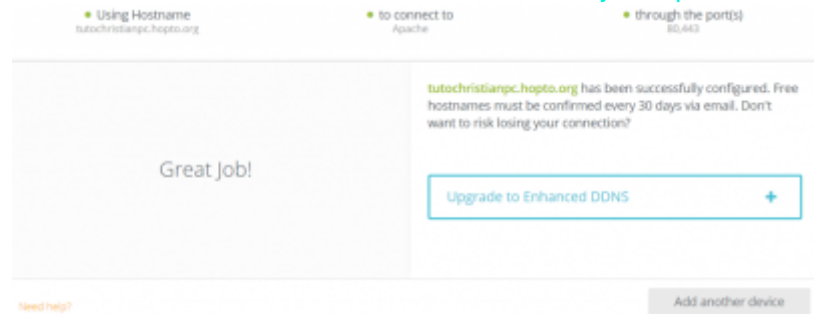 Using Hostname
tutochristianpc.hopto.org
to connect to
Apache
through the port(s)
80,443
tutochristianpc.hopto.org has been successfully configured. Free
hostnames must be confirmed every 30 days via email. Don't
want to risk losing your connection?
Great Job!
Upgrade to Enhanced DDNS +
Need help?
Add another device